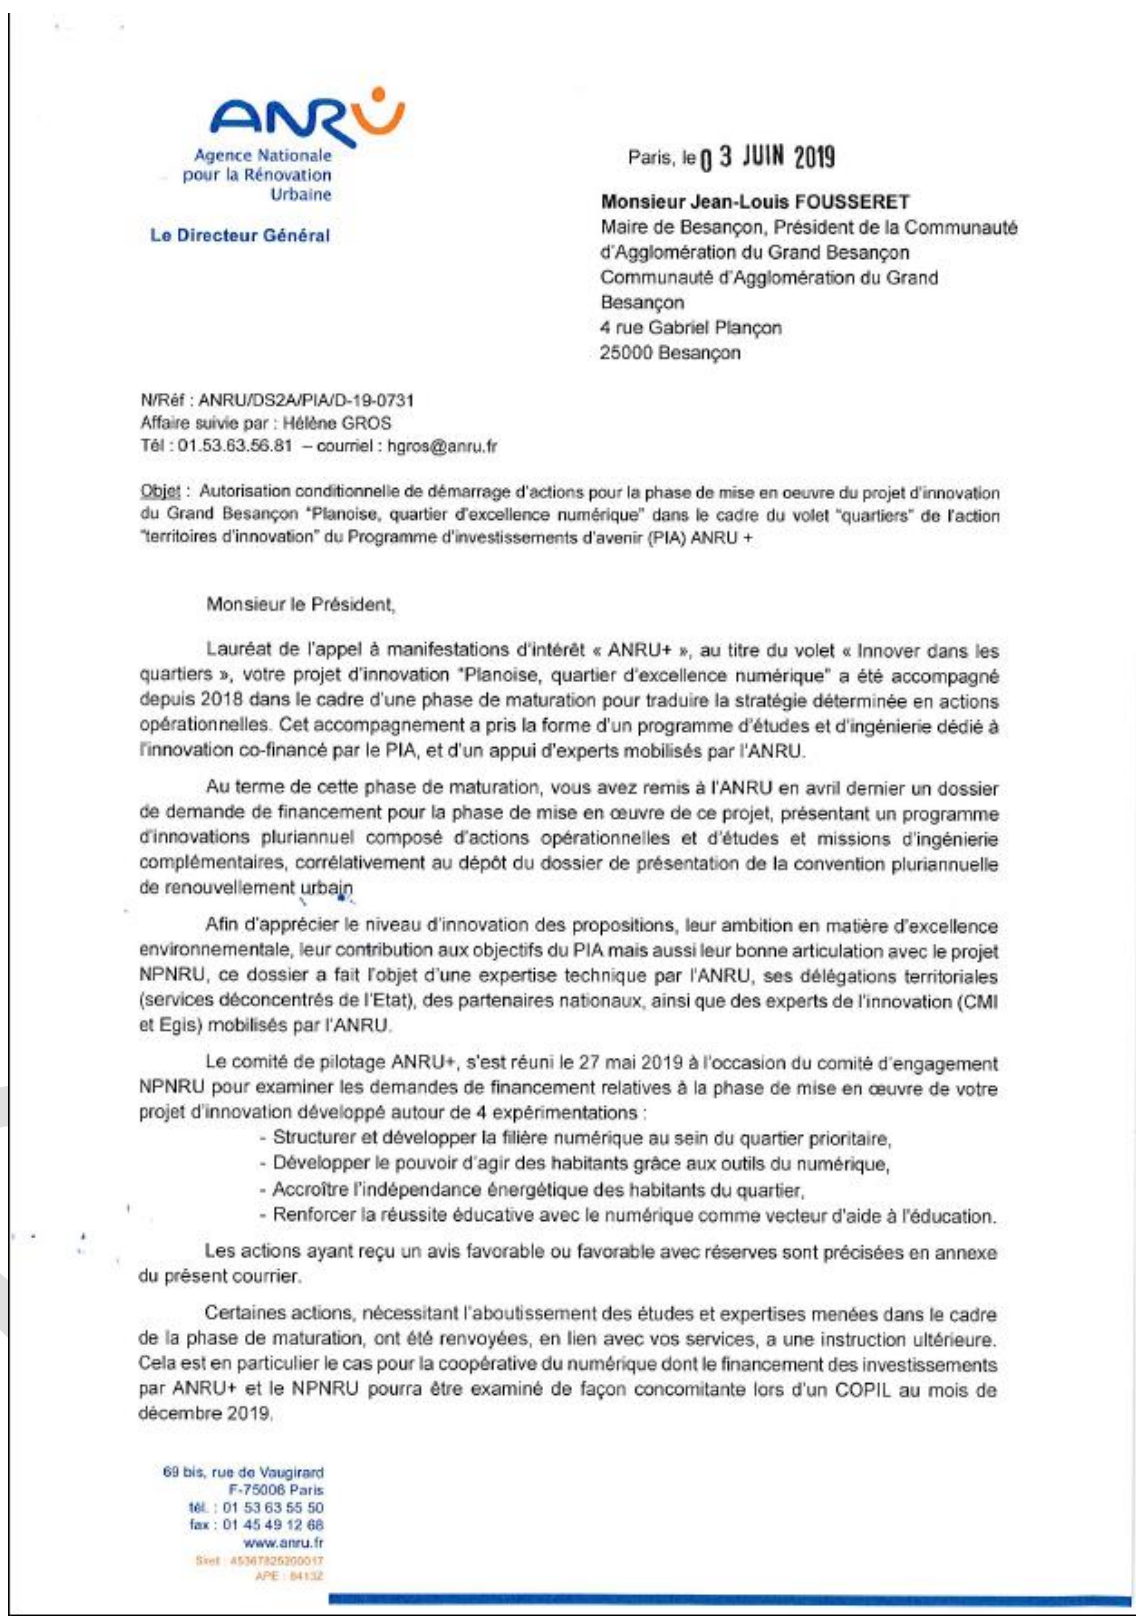 ANRU
Agence Nationale
pour la Rénovation
Urbaine
Le Directeur Général
Paris, le 03 JUIN 2019
Monsieur Jean-Louis FOUSSERET
Maire de Besançon, Président de la Communauté
d'Agglomération du Grand Besançon
Communauté d'Agglomération du Grand
Besançon
4 rue Gabriel Plançon
25000 Besançon
N/Réf : ANRU/DS2A/PIA/D-19-0731
Affaire suivie par : Hélène GROS
Tél : 01.53.63.56.81 – courriel : hgros@anru.fr
Objet : Autorisation conditionnelle de démarrage d'actions pour la phase de mise en oeuvre du projet d'innovation
du Grand Besançon "Planoise, quartier d'excellence numérique" dans le cadre du volet "quartiers" de l'action
"territoires d'innovation" du Programme d'investissements d'avenir (PIA) ANRU +
Monsieur le Président,
Lauréat de l'appel à manifestations d'intérêt « ANRU+ », au titre du volet « Innover dans les
quartiers », votre projet d'innovation "Planoise, quartier d'excellence numérique" a été accompagné
depuis 2018 dans le cadre d'une phase de maturation pour traduire la stratégie déterminée en actions
opérationnelles. Cet accompagnement a pris la forme d'un programme d'études et d'ingénierie dédié à
l'innovation co-financé par le PIA, et d'un appui d'experts mobilisés par l'ANRU.
Au terme de cette phase de maturation, vous avez remis à l'ANRU en avril dernier un dossier
de demande de financement pour la phase de mise en œuvre de ce projet, présentant un programme
d'innovations pluriannuel composé d'actions opérationnelles et d'études et missions d'ingénierie
complémentaires, corrélativement au dépôt du dossier de présentation de la convention pluriannuelle
de renouvellement urbain
Afin d'apprécier le niveau d'innovation des propositions, leur ambition en matière d'excellence
environnementale, leur contribution aux objectifs du PIA mais aussi leur bonne articulation avec le projet
NPNRU, ce dossier a fait l'objet d'une expertise technique par l'ANRU, ses délégations territoriales
(services déconcentrés de l'Etat), des partenaires nationaux, ainsi que des experts de l'innovation (CMI
et Egis) mobilisés par l'ANRU.
Le comité de pilotage ANRU+, s'est réuni le 27 mai 2019 à l'occasion du comité d'engagement
NPNRU pour examiner les demandes de financement relatives à la phase de mise en œuvre de votre
projet d'innovation développé autour de 4 expérimentations :
- Structurer et développer la filière numérique au sein du quartier prioritaire,
- Développer le pouvoir d'agir des habitants grâce aux outils du numérique,
- Accroître l'indépendance énergétique des habitants du quartier,
- Renforcer la réussite éducative avec le numérique comme vecteur d'aide à l'éducation.
Les actions ayant reçu un avis favorable ou favorable avec réserves sont précisées en annexe
du présent courrier.
Certaines actions, nécessitant l'aboutissement des études et expertises menées dans le cadre
de la phase de maturation, ont été renvoyées, en lien avec vos services, a une instruction ultérieure.
Cela est en particulier le cas pour la coopérative du numérique dont le financement des investissements
par ANRU+ et le NPNRU pourra être examiné de façon concomitante lors d'un COPIL au mois de
décembre 2019.
69 bis, rue de Vaugirard
F-75006 Paris
tél. : 01 53 63 55 50
fax : 01 45 49 12 68
www.anru.fr
Siret : 45367825200017
APE : 8413Z